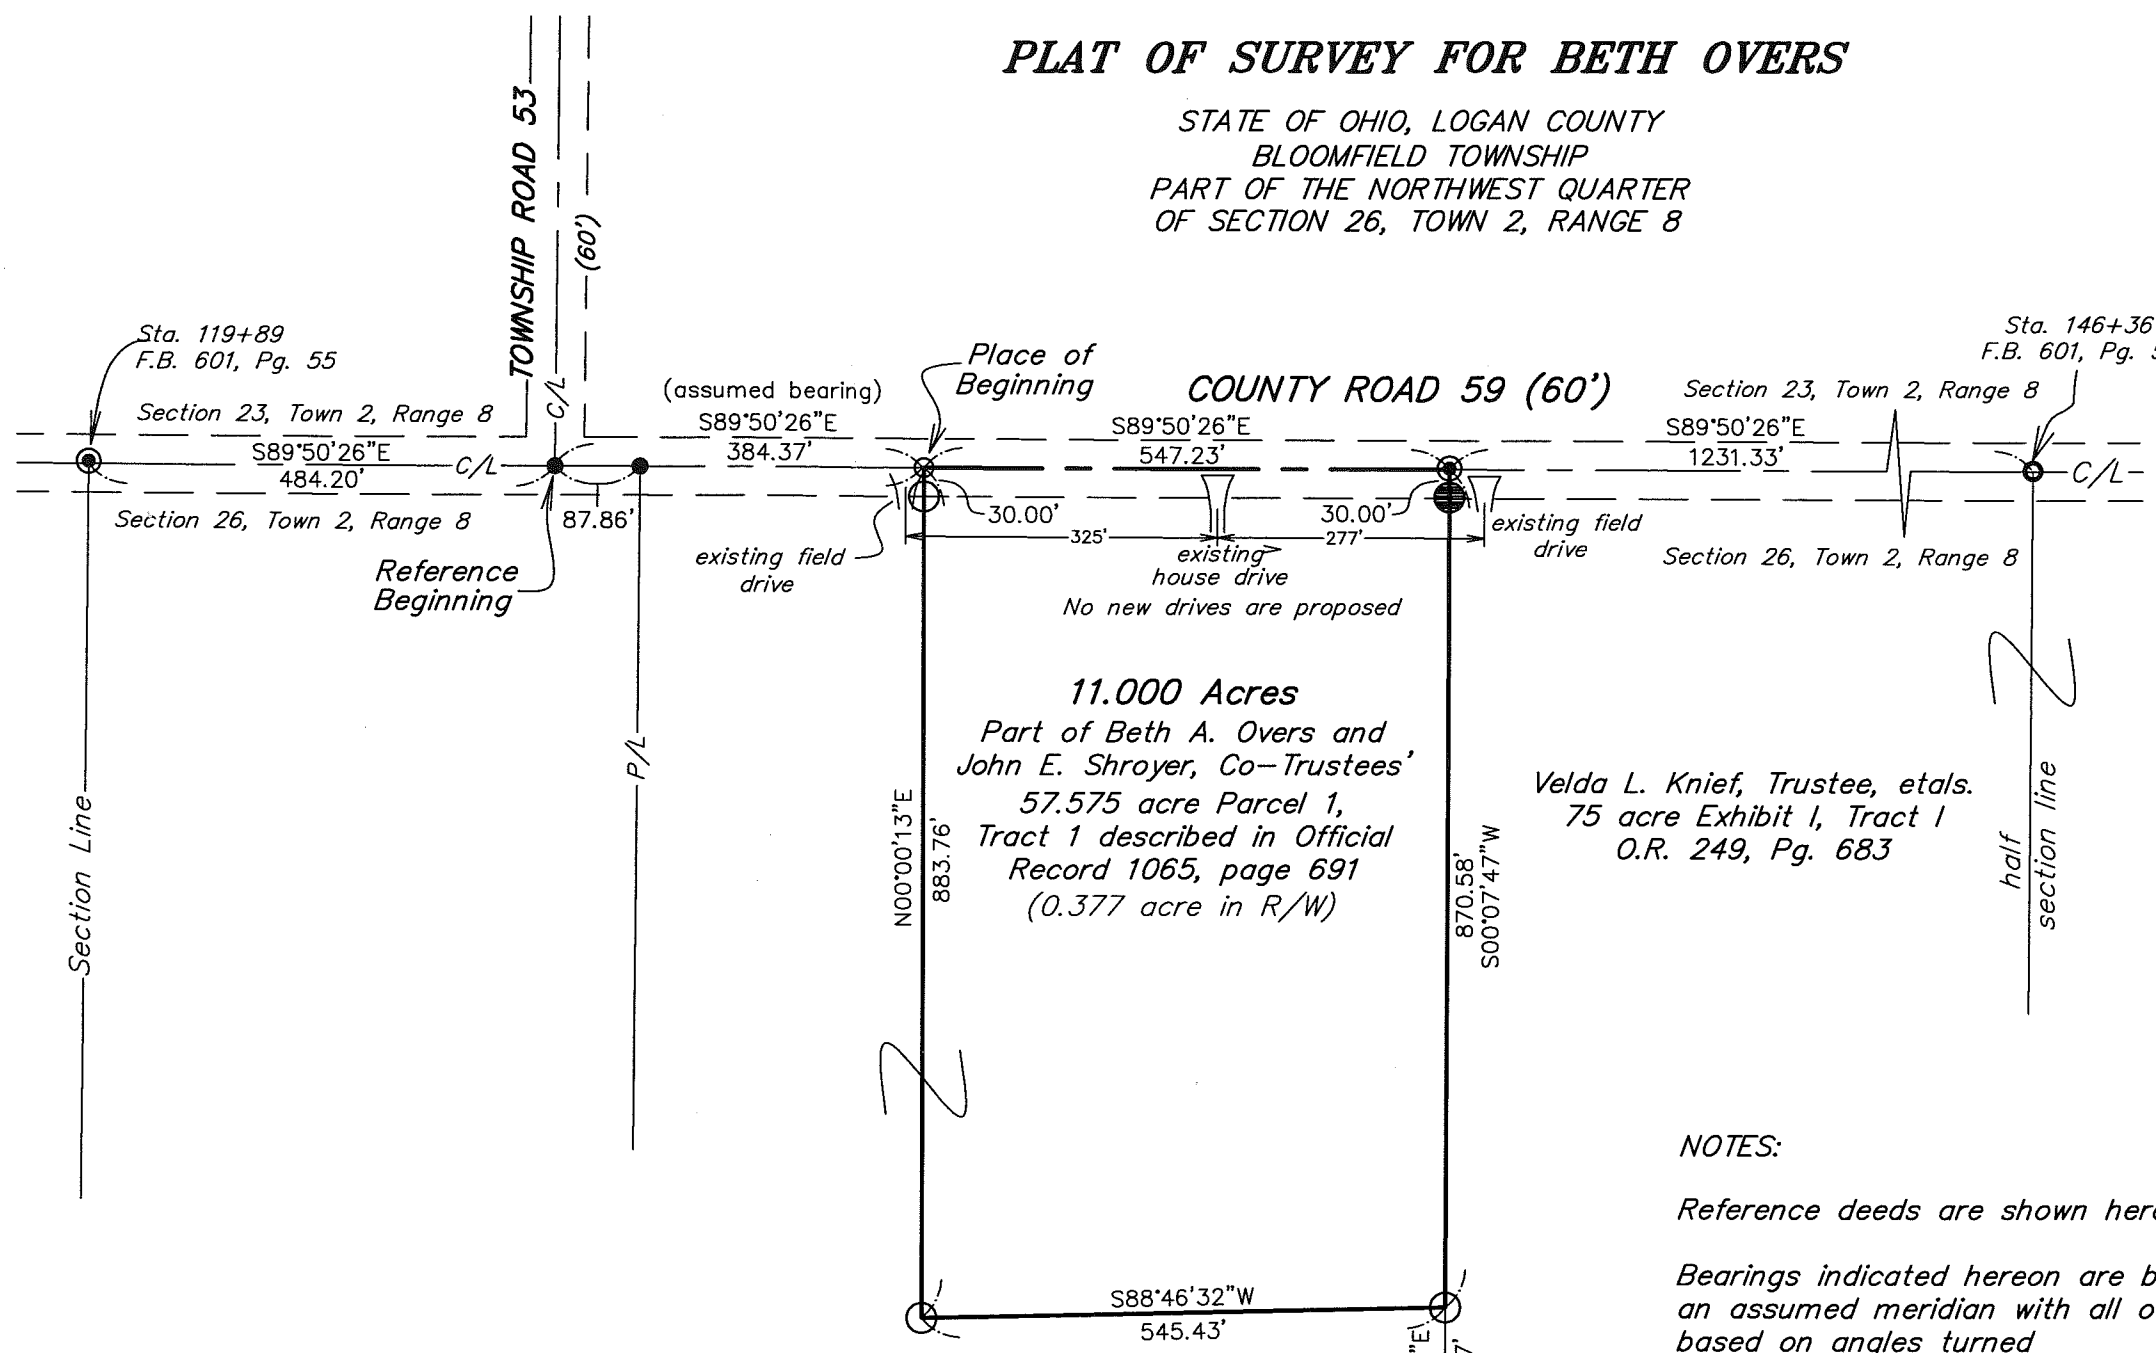 PLAT OF SURVEY FOR BETH OVERS
STATE OF OHIO, LOGAN COUNTY
BLOOMFIELD TOWNSHIP
PART OF THE NORTHWEST QUARTER
OF SECTION 26, TOWN 2, RANGE 8
TOWNSHIP ROAD 53
(60')
C/L
Sta. 119+89
F.B. 601, Pg. 55
Section 23, Town 2, Range 8
S89°50'26"E
484.20'
C/L
Section 26, Town 2, Range 8
87.86'
Reference
Beginning
(assumed bearing)
S89°50'26"E
384.37'
Place of
Beginning
COUNTY ROAD 59 (60')
S89°50'26"E
547.23'
Section 23, Town 2, Range 8
S89°50'26"E
1231.33'
Sta. 146+36
F.B. 601, Pg.
C/L
30.00'
30.00'
325'
277'
existing field
drive
existing
house drive
No new drives are proposed
existing field
drive
Section 26, Town 2, Range 8
11.000 Acres
Part of Beth A. Overs and
John E. Shroyer, Co-Trustees'
57.575 acre Parcel 1,
Tract 1 described in Official
Record 1065, page 691
(0.377 acre in R/W)
Section Line
P/L
N00°00'13"E
883.76'
870.58'
S00°07'47"W
Velda L. Knief, Trustee, etals.
75 acre Exhibit I, Tract I
O.R. 249, Pg. 683
half
section line
S88°46'32"W
545.43'
"E
7'
NOTES:
Reference deeds are shown
Bearings indicated hereon are
an assumed meridian with all
based on angles turned